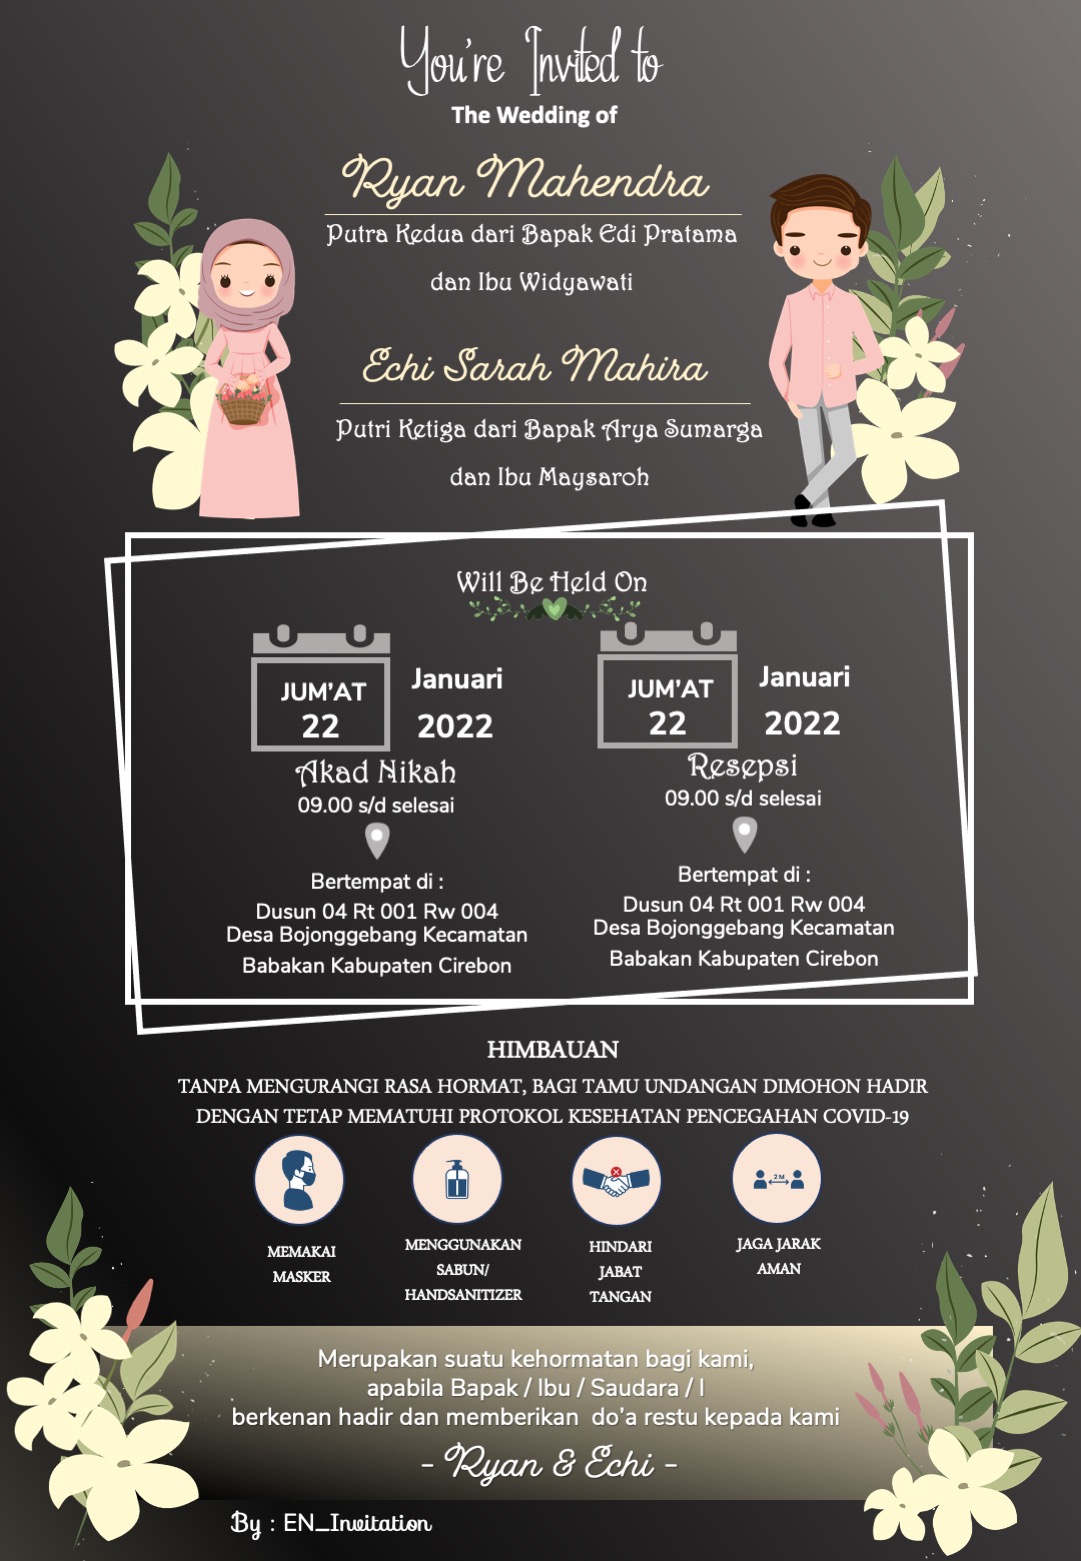 You're Invited to
The Wedding of
Ryan Mahendra
Putra Kedua dari Bapak Edi Pratama
dan Ibu Widyawati
Echi Sarah Mahira
Putri Ketiga dari Bapak Arya Sumarga
dan Ibu Maysaroh
Will Be Held On
JUM'AT
22
Januari
2022
Akad Nikah
09.00 s/d selesai
Bertempat di :
Dusun 04 Rt 001 Rw 004
Desa Bojonggebang Kecamatan
Babakan Kabupaten Cirebon
JUM'AT
22
Januari
2022
Resepsi
09.00 s/d selesai
Bertempat di :
Dusun 04 Rt 001 Rw 004
Desa Bojonggebang Kecamatan
Babakan Kabupaten Cirebon
HIMBAUAN
TANPA MENGURANGI RASA HORMAT, BAGI TAMU UNDANGAN DIMOHON HADIR
DENGAN TETAP MEMATUHI PROTOKOL KESEHATAN PENCEGAHAN COVID-19
MEMAKAI
MASKER
MENGGUNAKAN
SABUN/
HANDSANITIZER
HINDARI
JABAT
TANGAN
2 M
JAGA JARAK
AMAN
Merupakan suatu kehormatan bagi kami,
apabila Bapak / Ibu / Saudara / I
berkenan hadir dan memberikan do'a restu kepada kami
- Ryan & Echi -
By : EN_Invitation